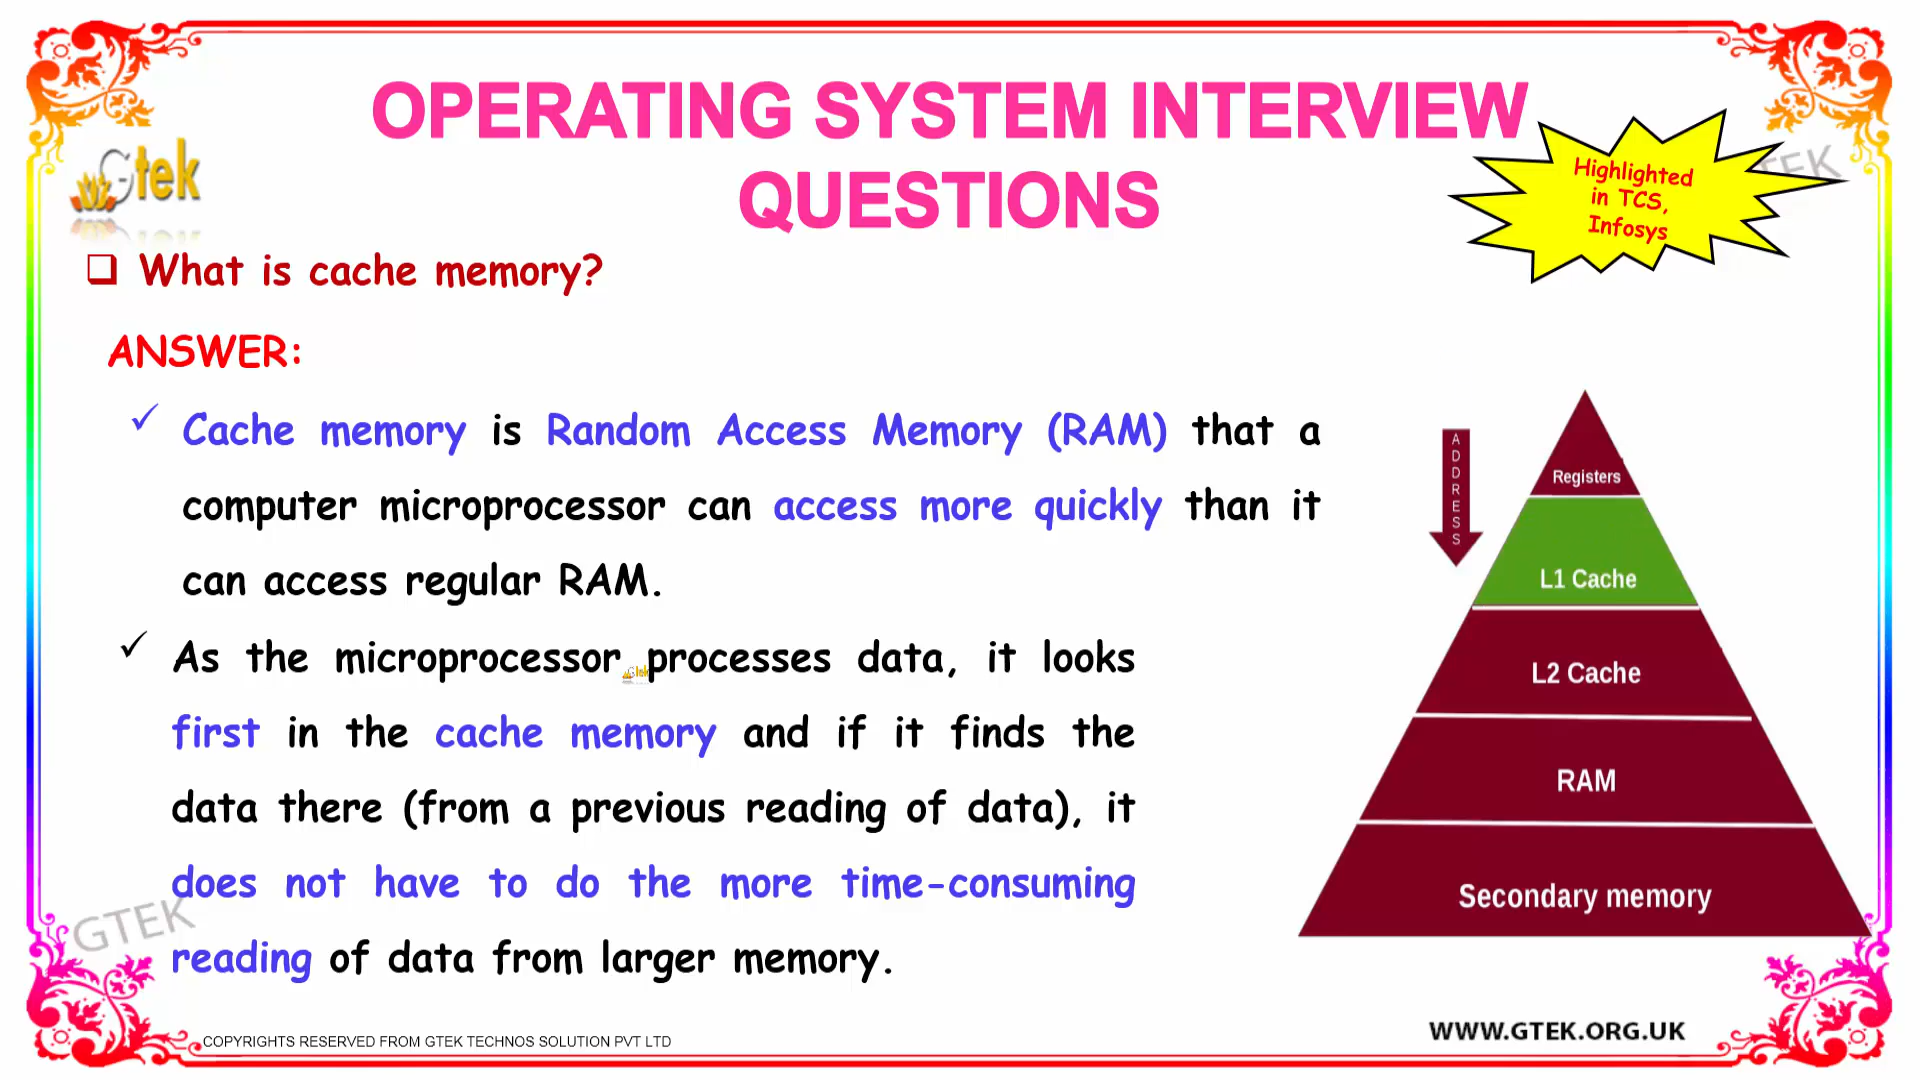 OPERATING SYSTEM INTERVIEW
QUESTIONS
Gtek
TEK
Highlighted
in TCS,
Infosys
What is cache memory?
ANSWER:
Cache memory is Random Access Memory (RAM) that a
computer microprocessor can access more quickly than it
can access regular RAM.
As the microprocessor processes data, it looks
first in the cache memory and if it finds the
data there (from a previous reading of data), it
does not have to do the more time-consuming
reading of data from larger memory.
Gtek
ADDRESS
Registers
L1 Cache
L2 Cache
RAM
Secondary memory
GTEK
COPYRIGHTS RESERVED FROM GTEK TECHNOS SOLUTION PVT LTD
WWW.GTEK.ORG.UK